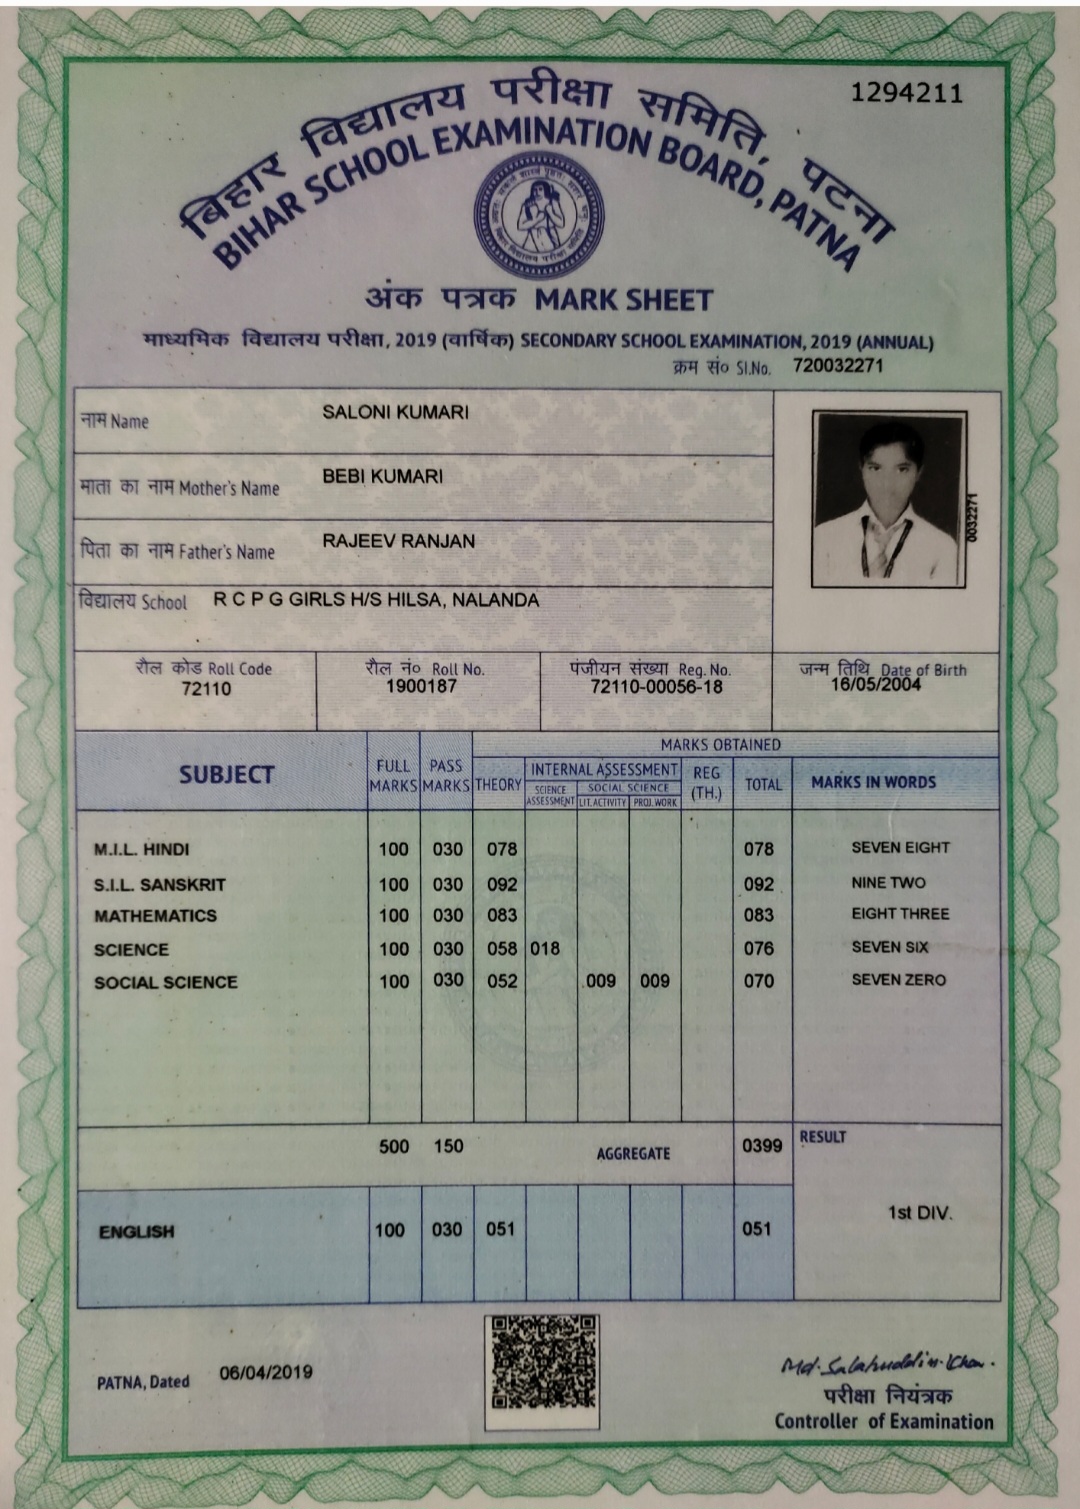 1294211
बिहार विद्यालय परीक्षा समिति, पटना
BIHAR SCHOOL EXAMINATION BOARD, PATNA
अंक पत्रक MARK SHEET
माध्यमिक विद्यालय परीक्षा, 2019 (वार्षिक) SECONDARY SCHOOL EXAMINATION, 2019 (ANNUAL)
क्रम सं० Sl.No. 720032271
नाम Name SALONI KUMARI
माता का नाम Mother's Name BEBI KUMARI
पिता का नाम Father's Name RAJEEV RANJAN
0032271
विद्यालय School R C P G GIRLS H/S HILSA, NALANDA
रौल कोड Roll Code रौल नं० Roll No. पंजीयन संख्या Reg. No. जन्म तिथि Date of Birth
72110 1900187 72110-00056-18 16/05/2004
SUBJECT FULL MARKS PASS MARKS MARKS OBTAINED
THEORY INTERNAL ASSESSMENT REG (TH.) TOTAL MARKS IN WORDS
SCIENCE ASSESSMENT SOCIAL SCIENCE
LIT.ACTIVITY PROJ.WORK
M.I.L. HINDI 100 030 078 078 SEVEN EIGHT
S.I.L. SANSKRIT 100 030 092 092 NINE TWO
MATHEMATICS 100 030 083 083 EIGHT THREE
SCIENCE 100 030 058 018 076 SEVEN SIX
SOCIAL SCIENCE 100 030 052 009 009 070 SEVEN ZERO
500 150 AGGREGATE 0399 RESULT
1st DIV.
ENGLISH 100 030 051 051
PATNA, Dated 06/04/2019
Md. Salahuddin Khan.
परीक्षा नियंत्रक
Controller of Examination